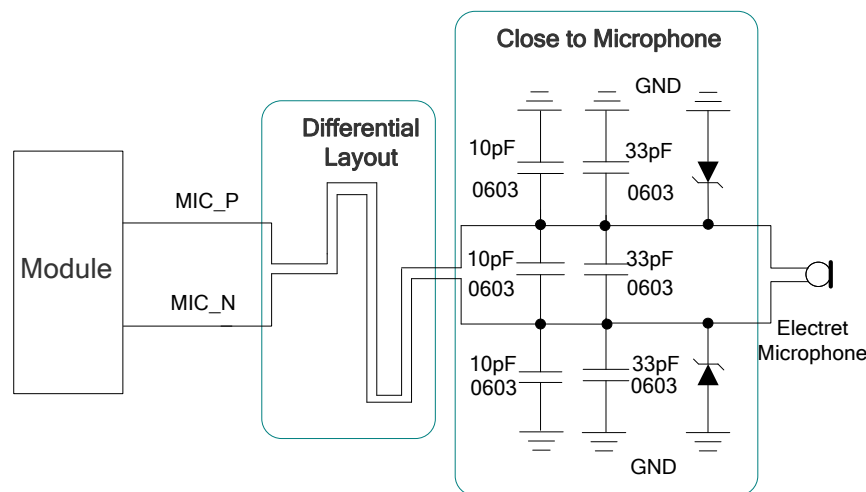 Close to Microphone
GND
Differential
Layout
10pF
0603
33pF
0603
MIC_P
Module
10pF
0603
33pF
0603
MIC_N
Electret
Microphone
10pF
0603
33pF
0603
GND